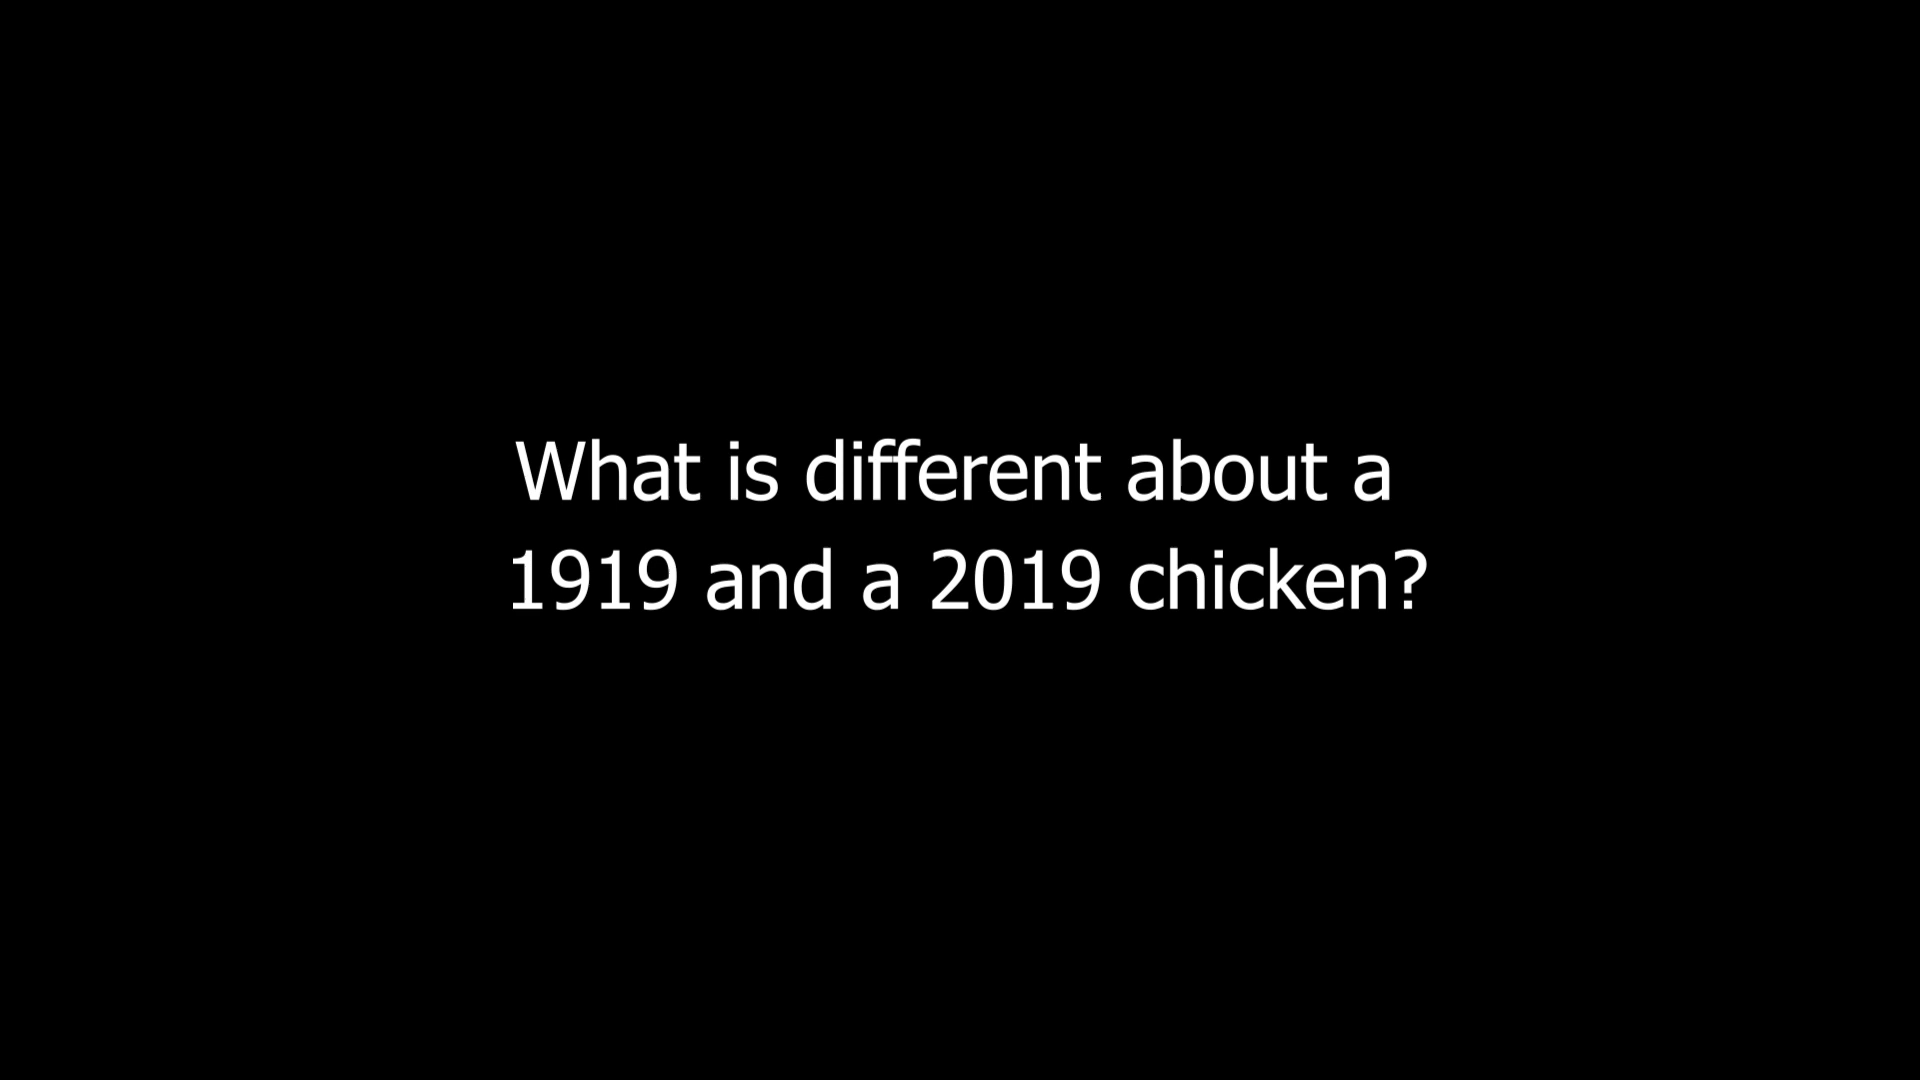 What is different about a
1919 and a 2019 chicken?